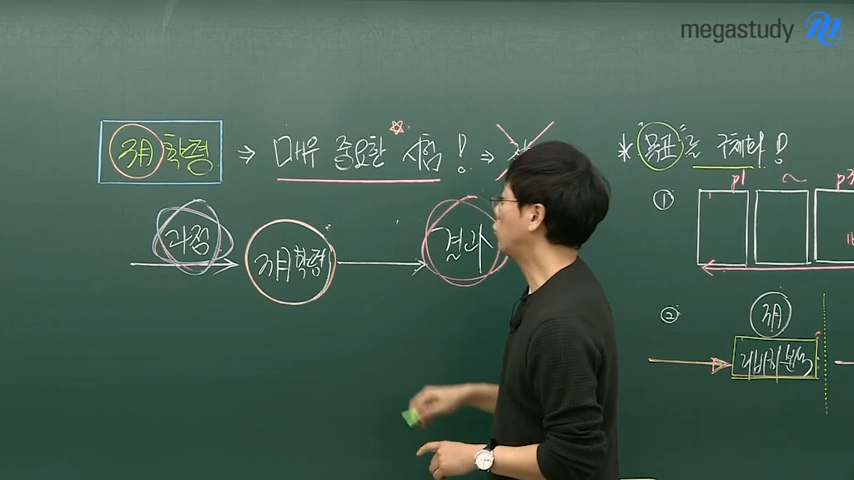 megastudy
3月 학평 ⇒ 매우 중요한 시험! ⇒
과정 → 3月 학평 → 결과
* "목표"를 구체화!
① p1 ~
② 3月